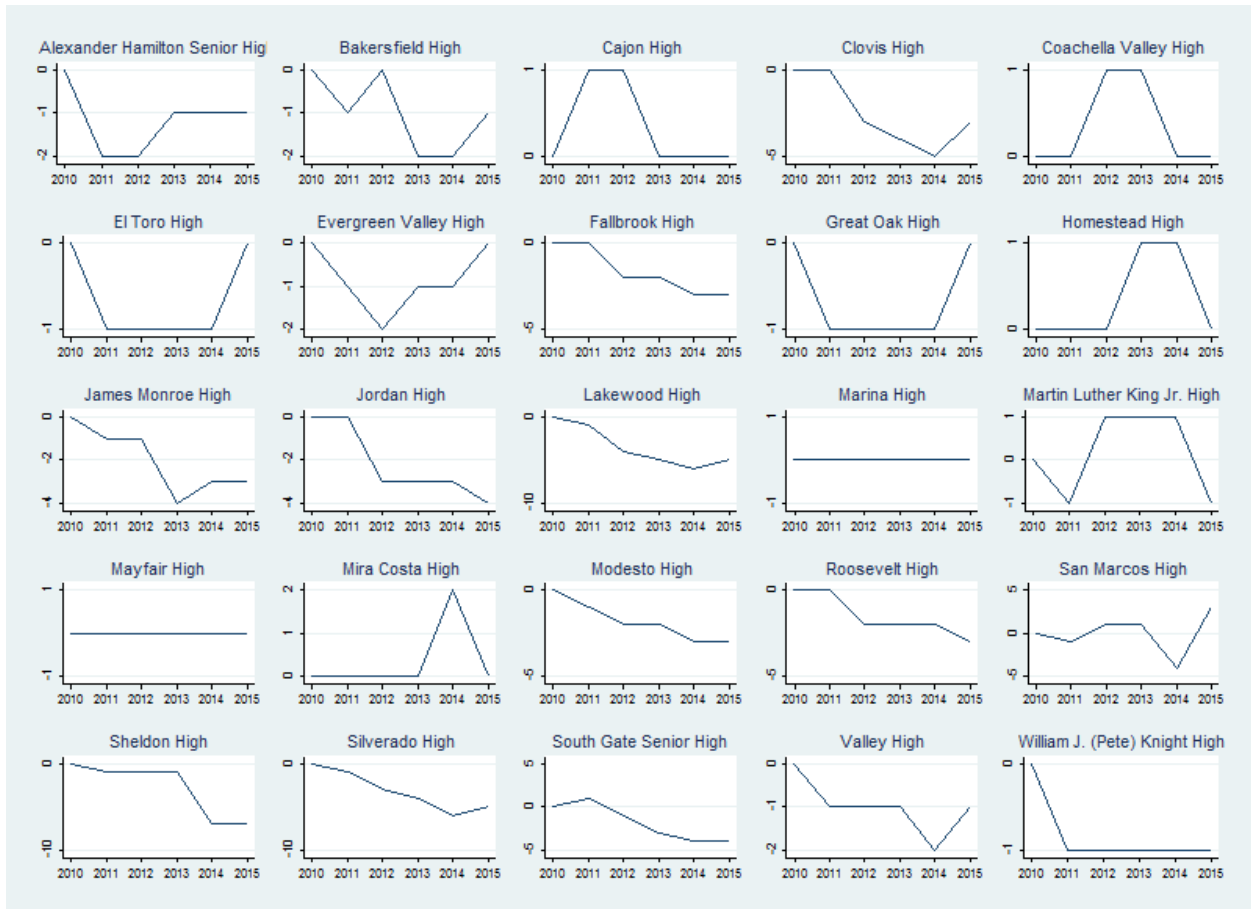 Alexander Hamilton Senior Higl Bakersfield High Cajon High Clovis High Coachella Valley High
0 0 1 0 1
-1 -1
-2 -2 0 -5 0
2010 2011 2012 2013 2014 2015 2010 2011 2012 2013 2014 2015 2010 2011 2012 2013 2014 2015 2010 2011 2012 2013 2014 2015 2010 2011 2012 2013 2014 2015
El Toro High Evergreen Valley High Fallbrook High Great Oak High Homestead High
0 0 0 0 1
-1
-1 -2 -5 -1 0
2010 2011 2012 2013 2014 2015 2010 2011 2012 2013 2014 2015 2010 2011 2012 2013 2014 2015 2010 2011 2012 2013 2014 2015 2010 2011 2012 2013 2014 2015
James Monroe High Jordan High Lakewood High Marina High Martin Luther King Jr. High
0 0 0 1 1
-2 -2 0
-4 -4 -10 -1 -1
2010 2011 2012 2013 2014 2015 2010 2011 2012 2013 2014 2015 2010 2011 2012 2013 2014 2015 2010 2011 2012 2013 2014 2015 2010 2011 2012 2013 2014 2015
Mayfair High Mira Costa High Modesto High Roosevelt High San Marcos High
1 2 0 0 5
1 0
-1 0 -5 -5 -5
2010 2011 2012 2013 2014 2015 2010 2011 2012 2013 2014 2015 2010 2011 2012 2013 2014 2015 2010 2011 2012 2013 2014 2015 2010 2011 2012 2013 2014 2015
Sheldon High Silverado High South Gate Senior High Valley High William J. (Pete) Knight High
0 0 5 0 0
0 -1
-10 -10 -5 -2 -1
2010 2011 2012 2013 2014 2015 2010 2011 2012 2013 2014 2015 2010 2011 2012 2013 2014 2015 2010 2011 2012 2013 2014 2015 2010 2011 2012 2013 2014 2015